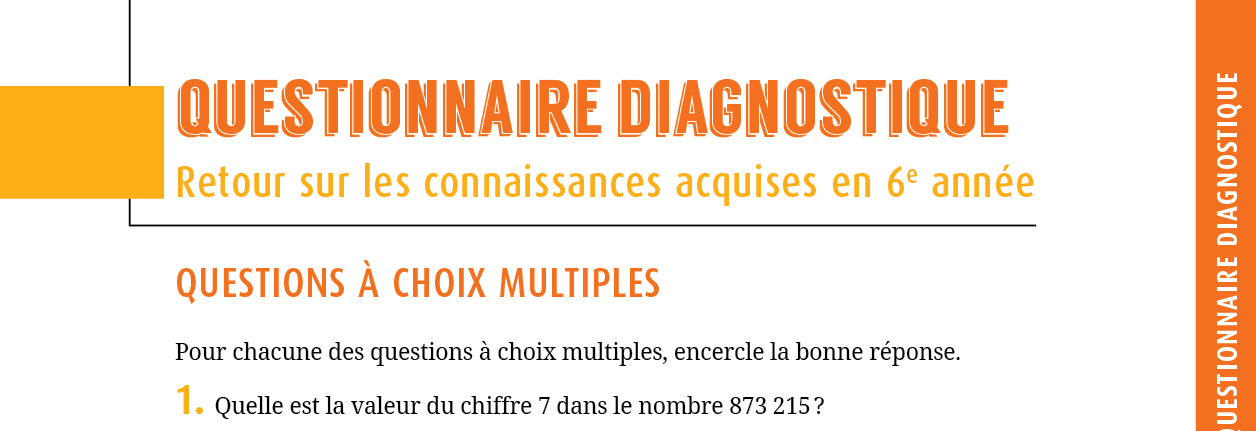 QUESTIONNAIRE DIAGNOSTIQUE
Retour sur les connaissances acquises en 6e année
QUESTIONS À CHOIX MULTIPLES
Pour chacune des questions à choix multiples, encercle la bonne réponse.
1. Quelle est la valeur du chiffre 7 dans le nombre 873 215 ?
QUESTIONNAIRE DIAGNOSTIQUE